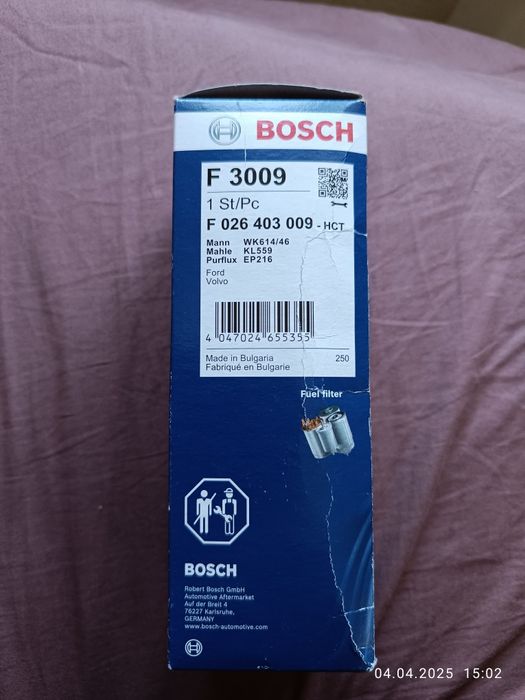 BOSCH
F 3009
1 St/Pc
F 026 403 009 - HCT
Mann WK614/46
Mahle KL559
Purflux EP216
Ford
Volvo
4 047024 655355
Made in Bulgaria 250
Fabriqué en Bulgarie
Fuel filter
BOSCH
Robert Bosch GmbH
Automotive Aftermarket
Auf der Breit 4
76227 Karlsruhe,
GERMANY
www.bosch-automotive.com
04.04.2025 15:02